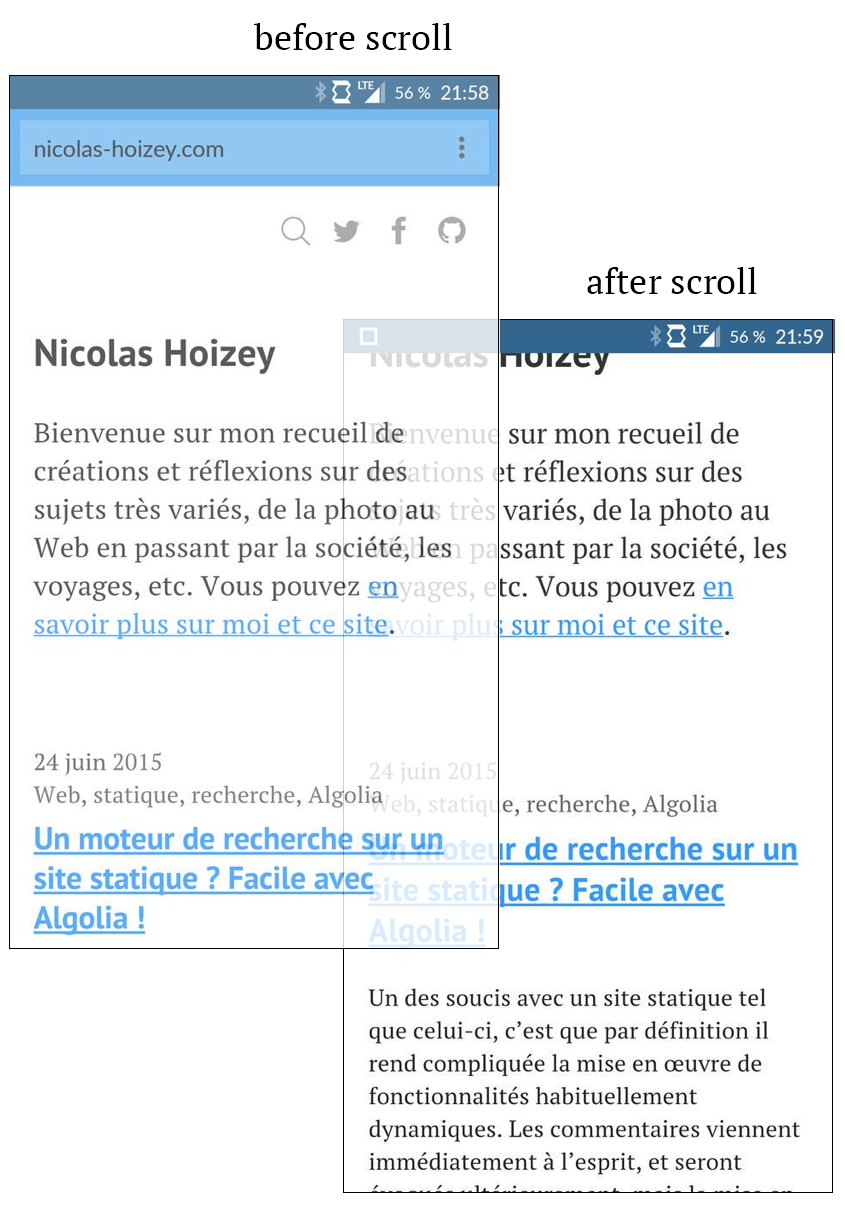 before scroll
LTE 56 % 21:58
nicolas-hoizey.com
Nicolas Hoizey
Bienvenue sur mon recueil de
créations et réflexions sur des
sujets très variés, de la photo au
Web en passant par la société, les
voyages, etc. Vous pouvez en
savoir plus sur moi et ce site.
24 juin 2015
Web, statique, recherche, Algolia
Un moteur de recherche sur un
site statique ? Facile avec
Algolia !
after scroll
LTE 56 % 21:59
Nicolas Hoizey
Bienvenue sur mon recueil de
créations et réflexions sur des
sujets très variés, de la photo au
Web en passant par la société, les
voyages, etc. Vous pouvez en
savoir plus sur moi et ce site.
24 juin 2015
Web, statique, recherche, Algolia
Un moteur de recherche sur un
site statique ? Facile avec
Algolia !
Un des soucis avec un site statique tel
que celui-ci, c’est que par définition il
rend compliquée la mise en œuvre de
fonctionnalités habituellement
dynamiques. Les commentaires viennent
immédiatement à l’esprit, et seront